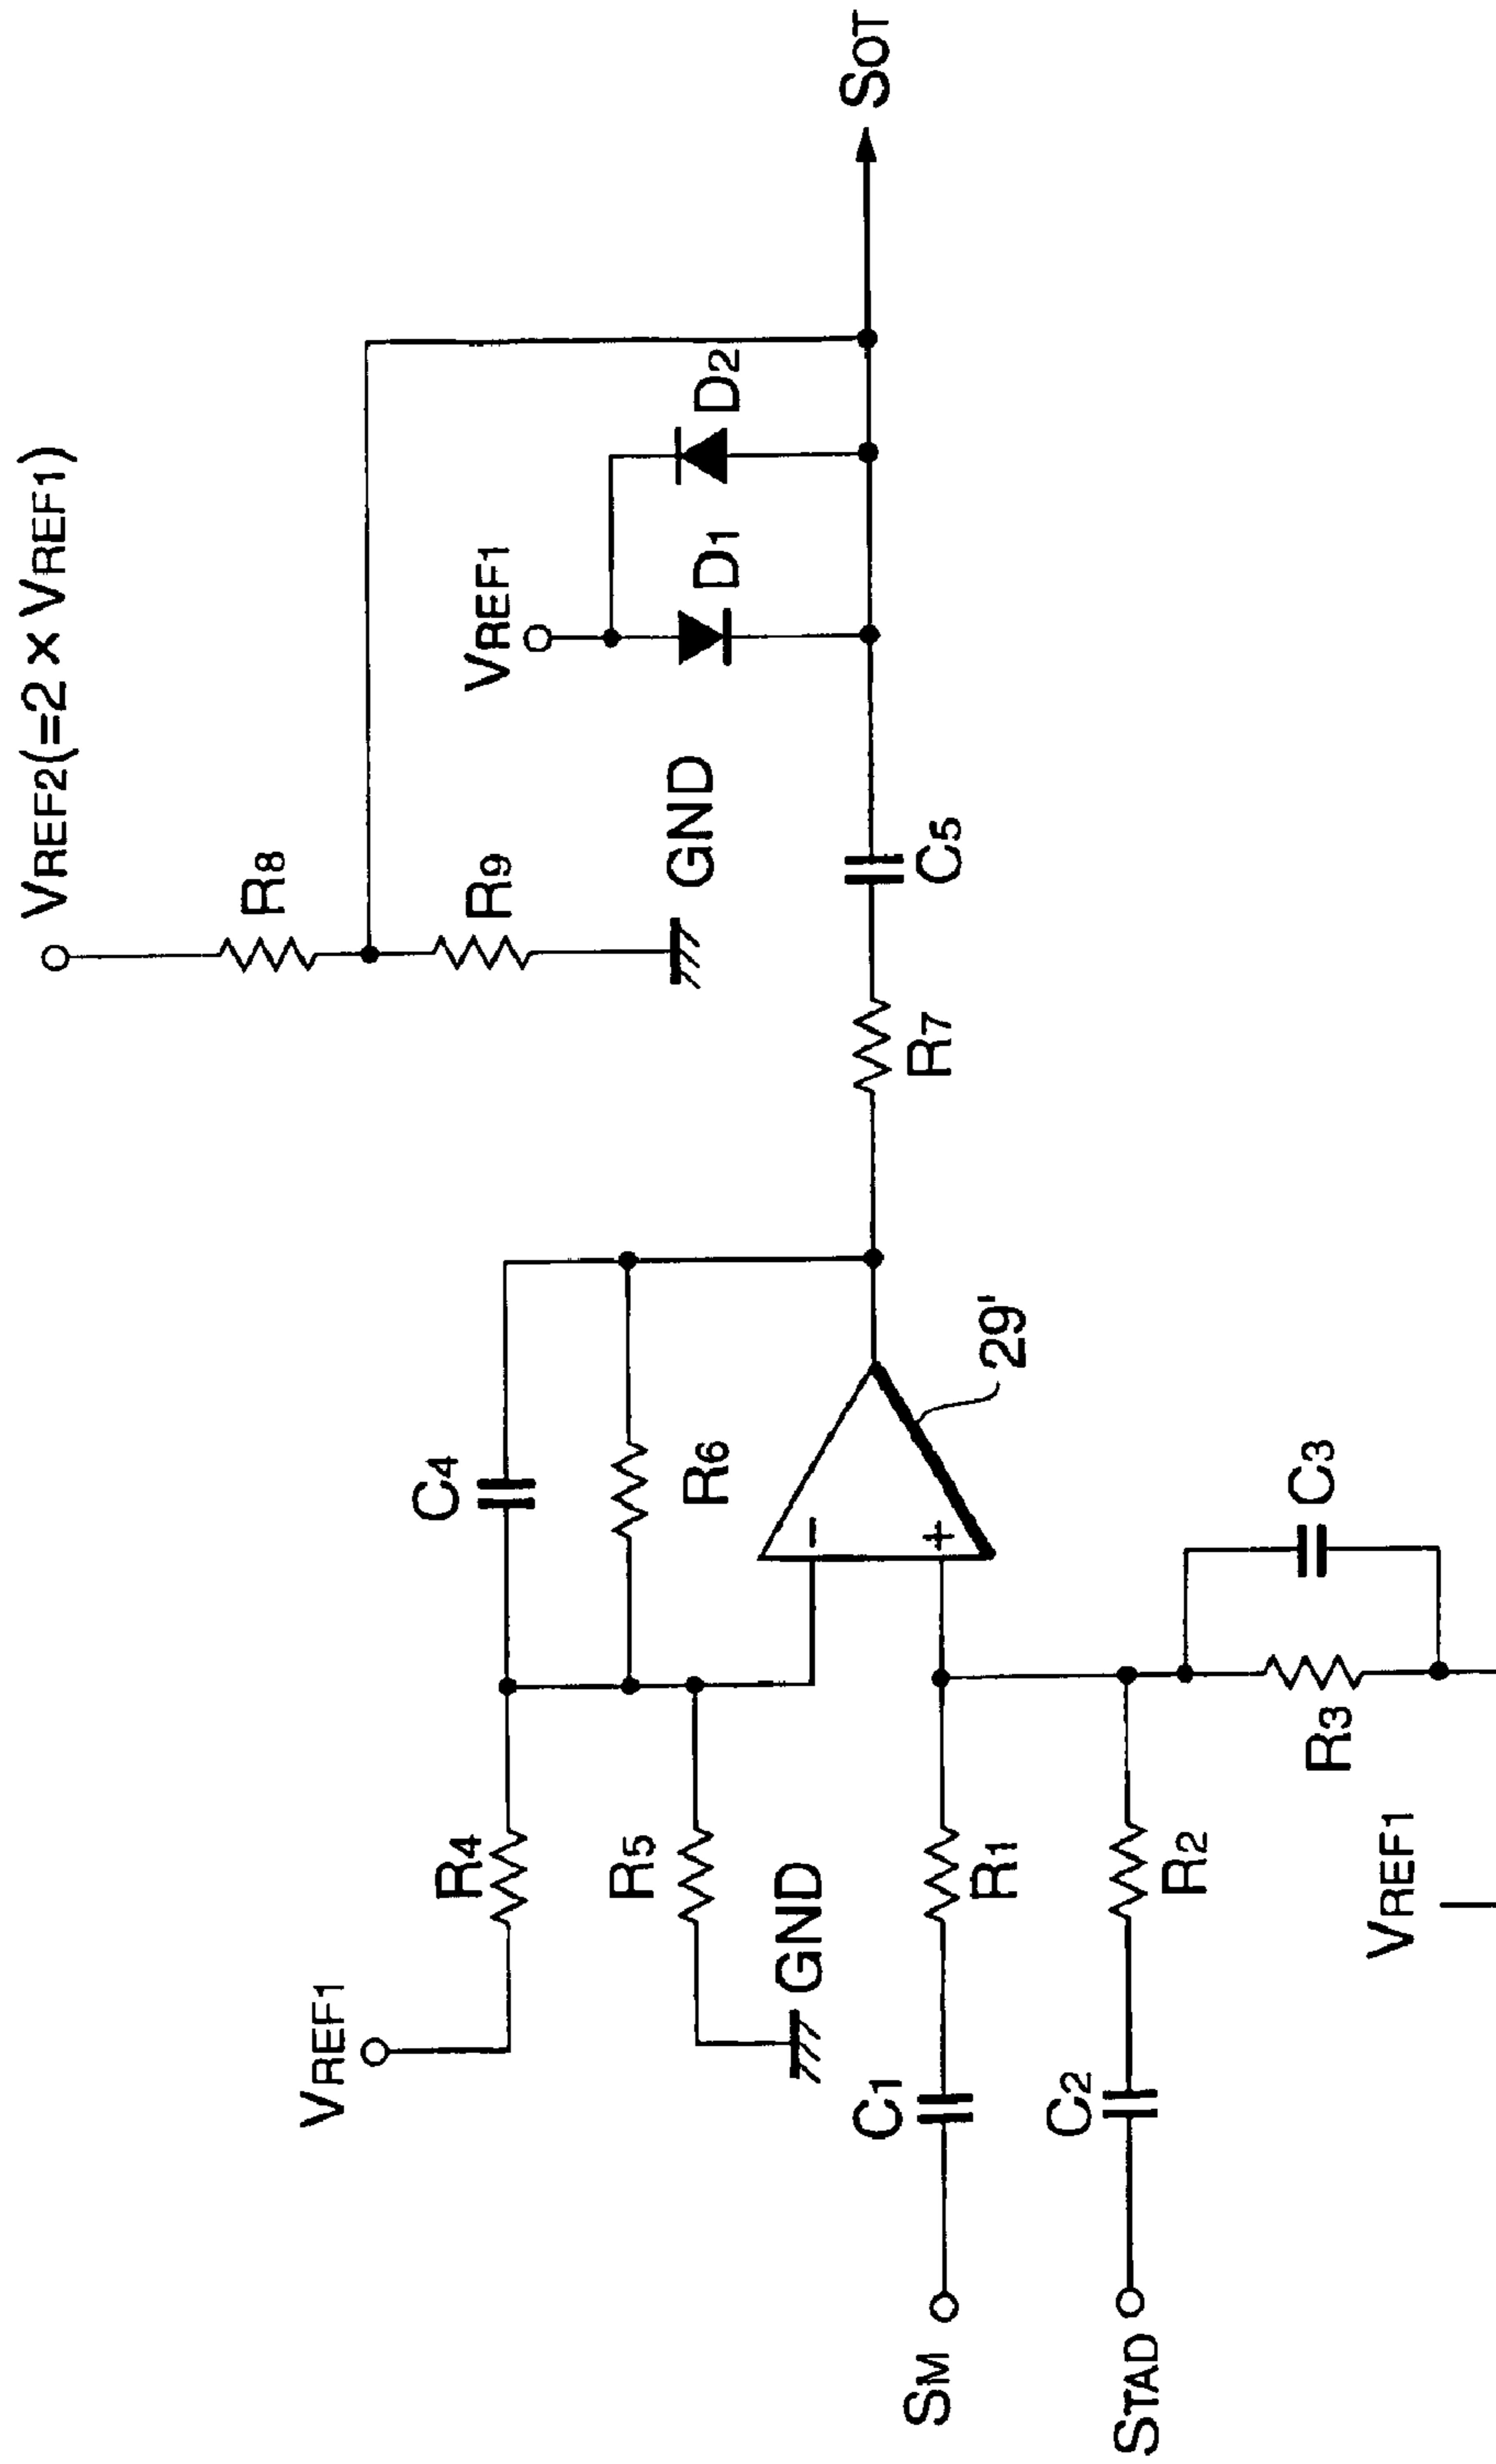 VREF2(=2 x VREF1)
R8
R9
GND
VREF1
D1
D2
SOT
C5
R7
C4
R6
29'
-
+
VREF1
R4
R5
GND
C1
R1
SM
C2
R2
STAD
C3
R3
VREF1